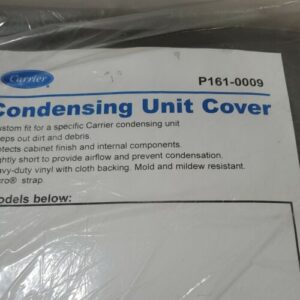 Carrier
P161-0009
Condensing Unit Cover
ustom fit for a specific Carrier condensing unit
eeps out dirt and debris.
otects cabinet finish and internal components.
ghtly short to provide airflow and prevent condensation.
avy-duty vinyl with cloth backing. Mold and mildew resistant.
cro® strap
odels below: